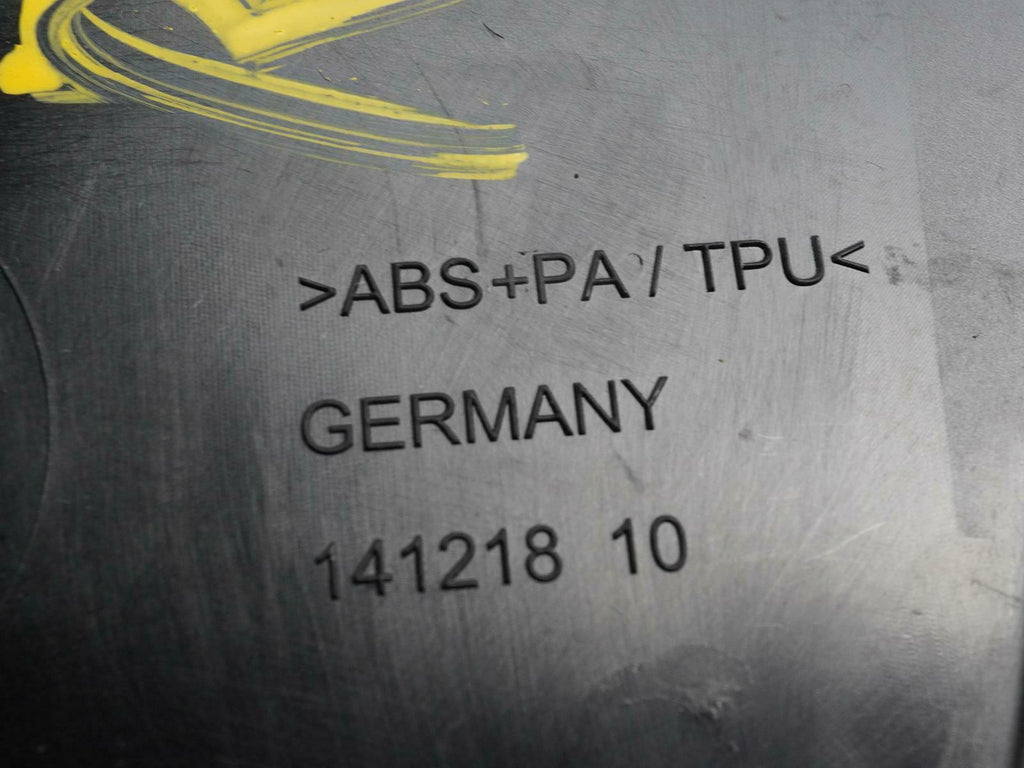 >ABS+PA / TPU<
GERMANY
141218 10